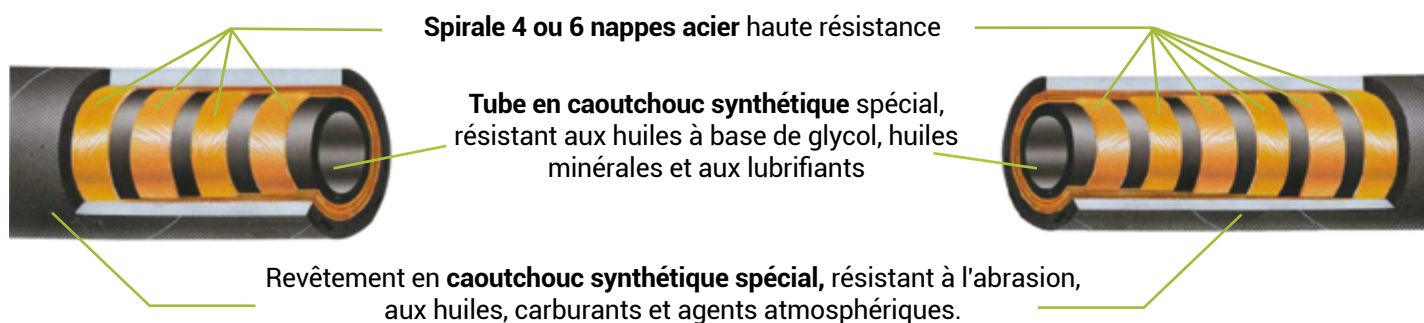 Spirale 4 ou 6 nappes acier haute résistance
Tube en caoutchouc synthétique spécial,
résistant aux huiles à base de glycol, huiles
minérales et aux lubrifiants
Revêtement en caoutchouc synthétique spécial, résistant à l'abrasion,
aux huiles, carburants et agents atmosphériques.